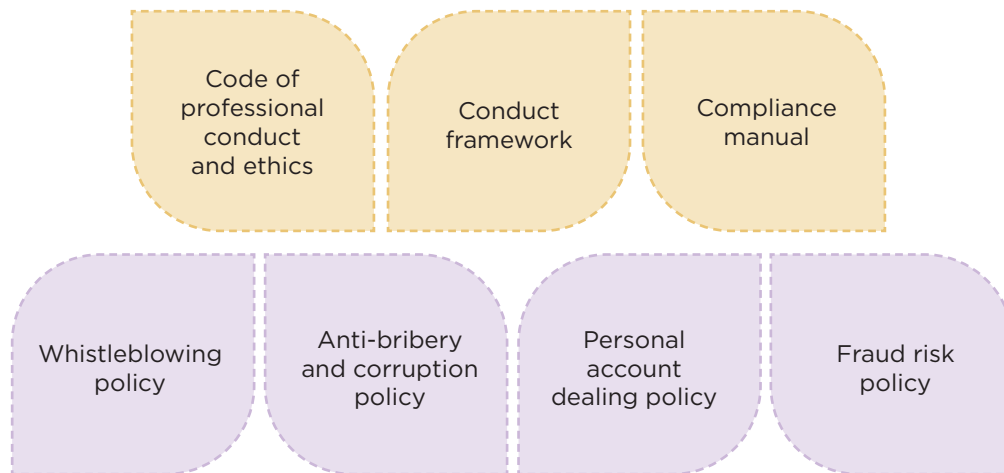 Code of
professional
conduct
and ethics
Conduct
framework
Compliance
manual
Whistleblowing
policy
Anti-bribery
and corruption
policy
Personal
account
dealing policy
Fraud risk
policy